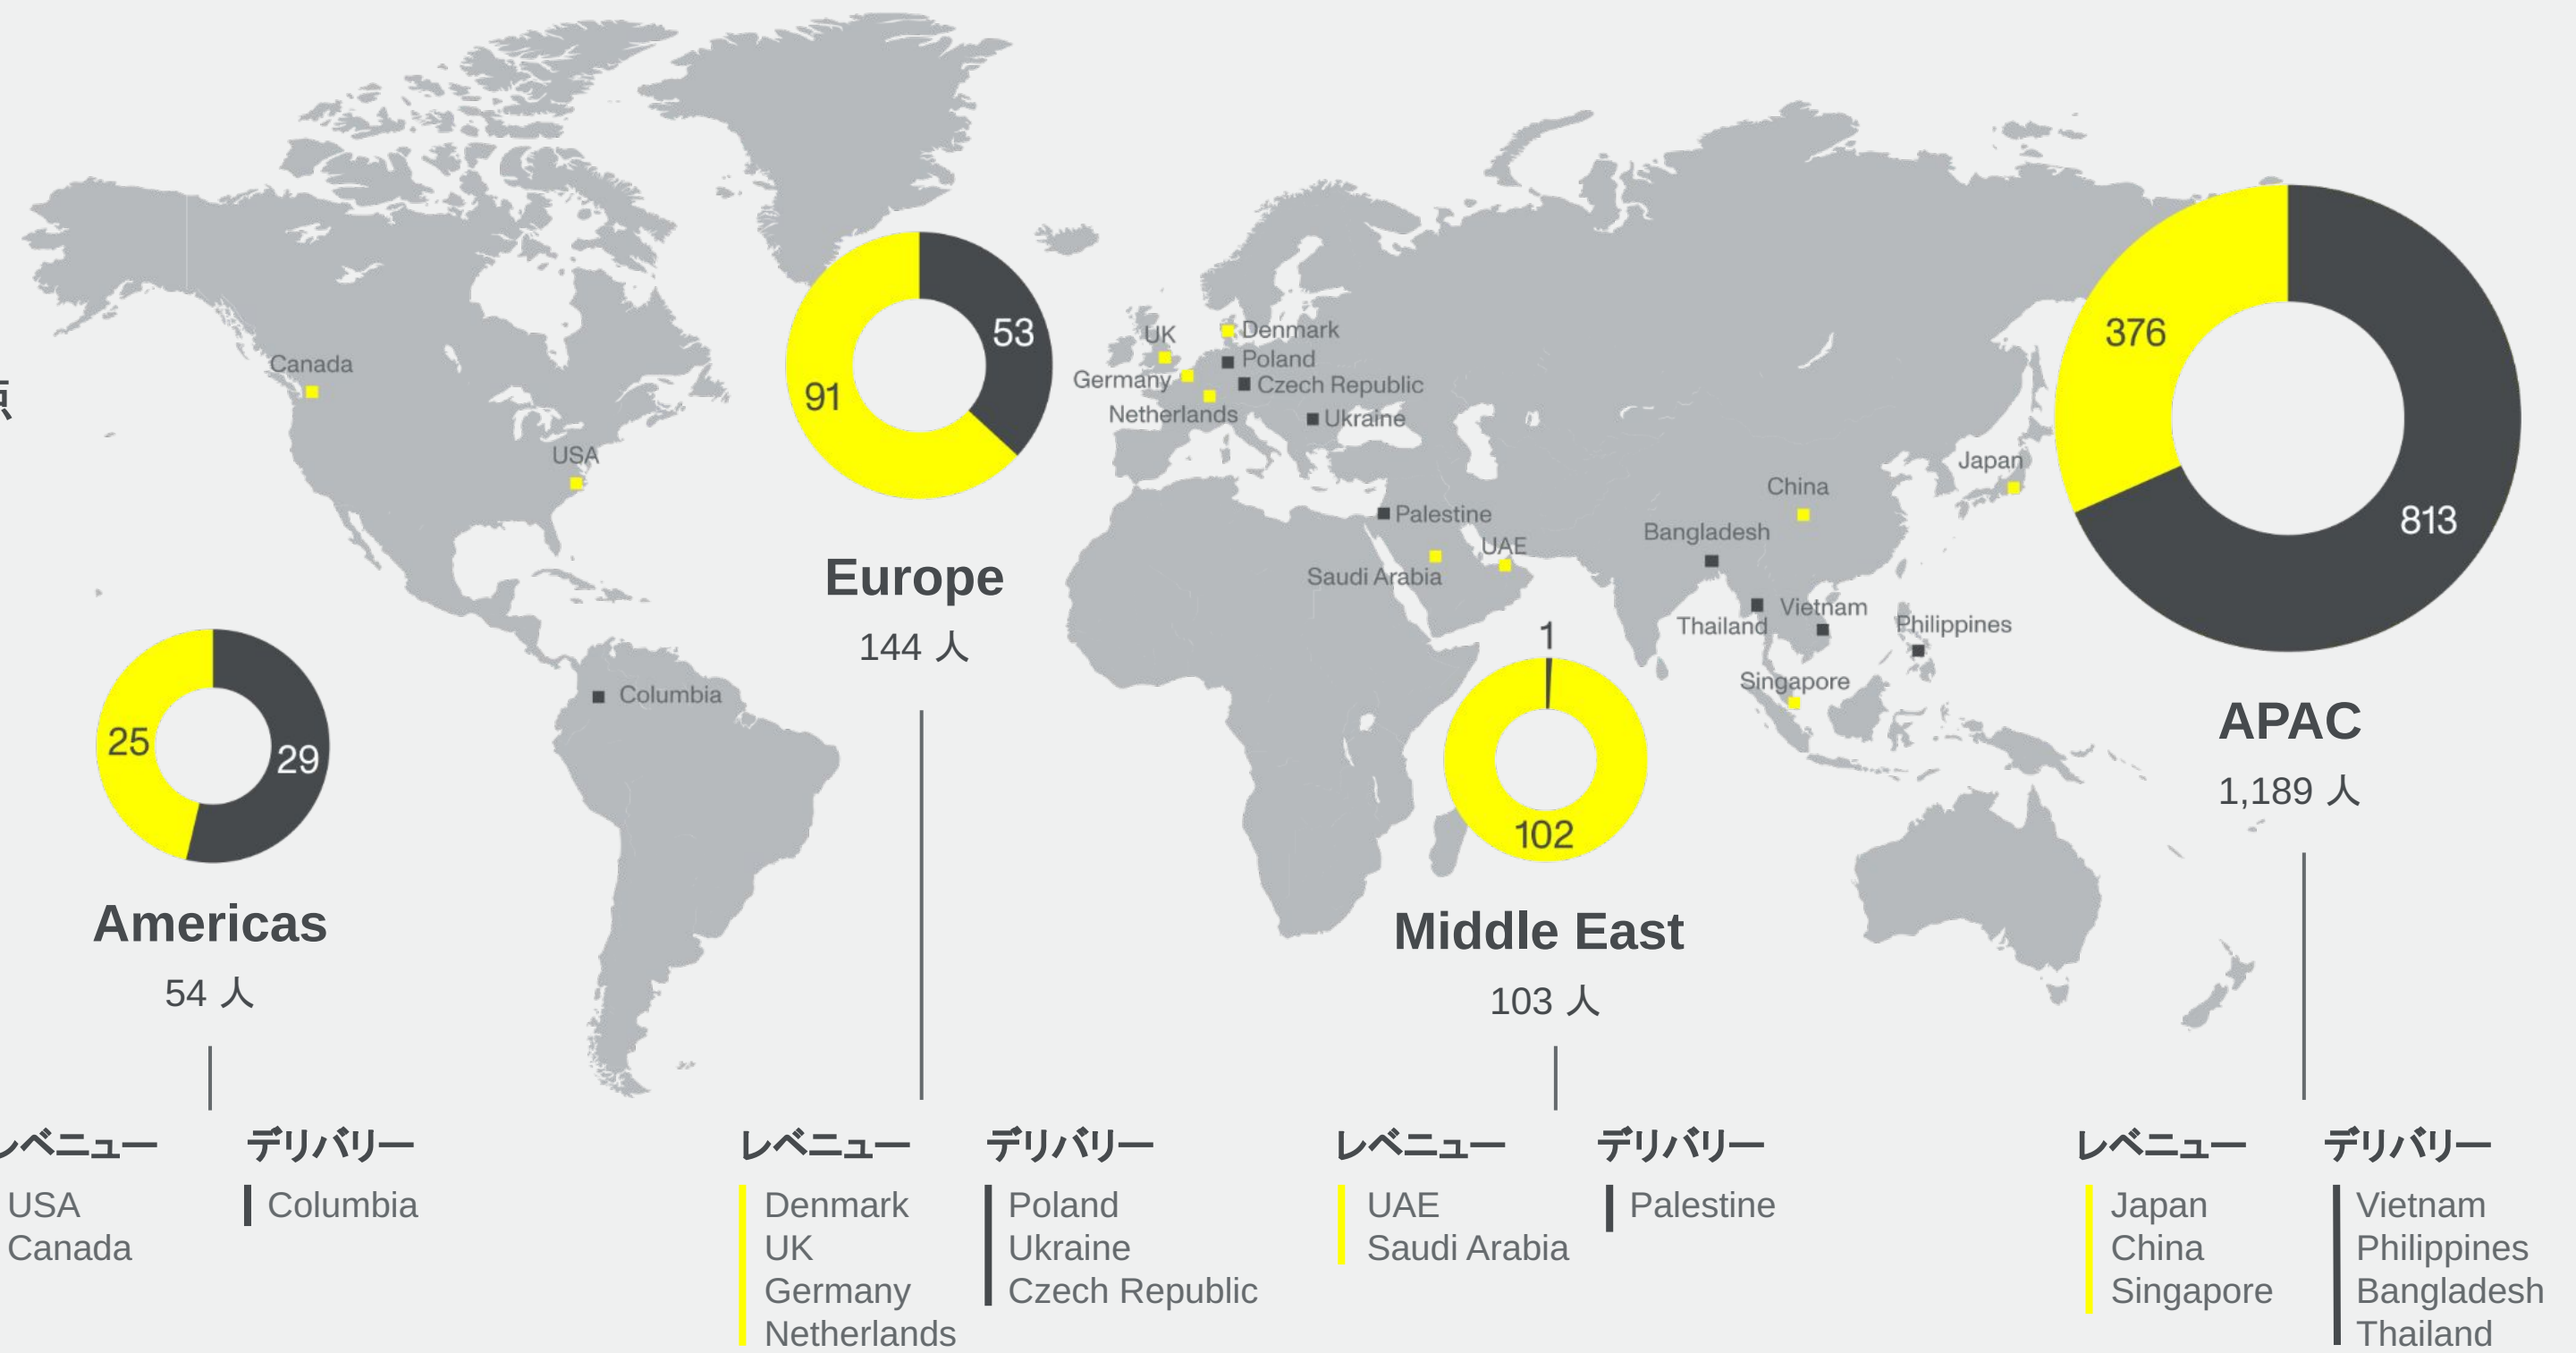 Canada
USA
Columbia
25
29
Americas
54 人
91
53
Europe
144 人
UK
Denmark
Poland
Germany
Czech Republic
Netherlands
Ukraine
Palestine
UAE
Saudi Arabia
1
102
Middle East
103 人
China
Japan
Bangladesh
Vietnam
Thailand
Philippines
Singapore
376
813
APAC
1,189 人
レベニュー
USA
Canada
デリバリー
Columbia
レベニュー
Denmark
UK
Germany
Netherlands
デリバリー
Poland
Ukraine
Czech Republic
レベニュー
UAE
Saudi Arabia
デリバリー
Palestine
レベニュー
Japan
China
Singapore
デリバリー
Vietnam
Philippines
Bangladesh
Thailand